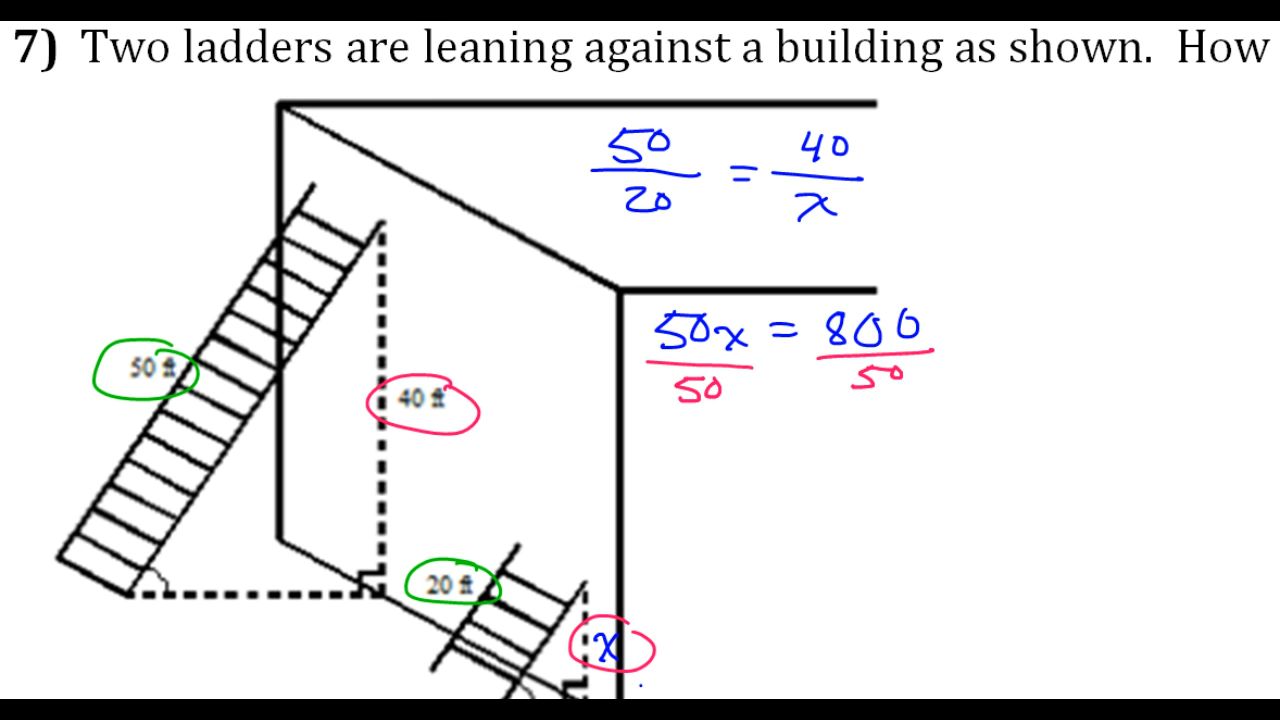 7) Two ladders are leaning against a building as shown. How
50/20 = 40/x
50x = 800
50 50
50 ft
40 ft
20 ft
x